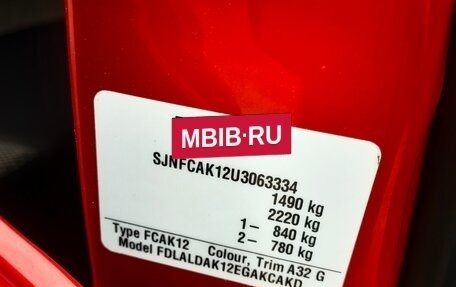 MBIB·RU
SJNFCAK12U3063334
1490 kg
2220 kg
1– 840 kg
2– 780 kg
Type FCAK12 Colour, Trim A32 G
Model FDLALDAK12EGAKCAKD